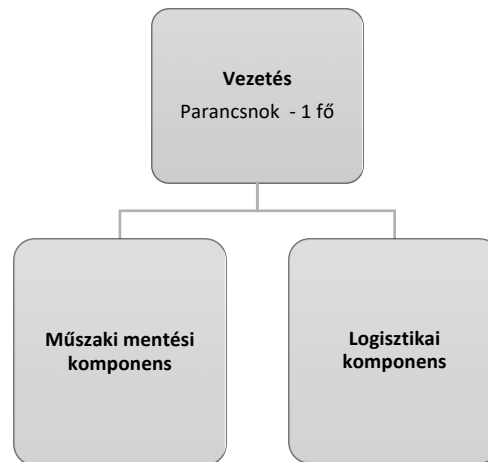 Vezetés
Parancsnok - 1 fő
Műszaki mentési
komponens
Logisztikai
komponens